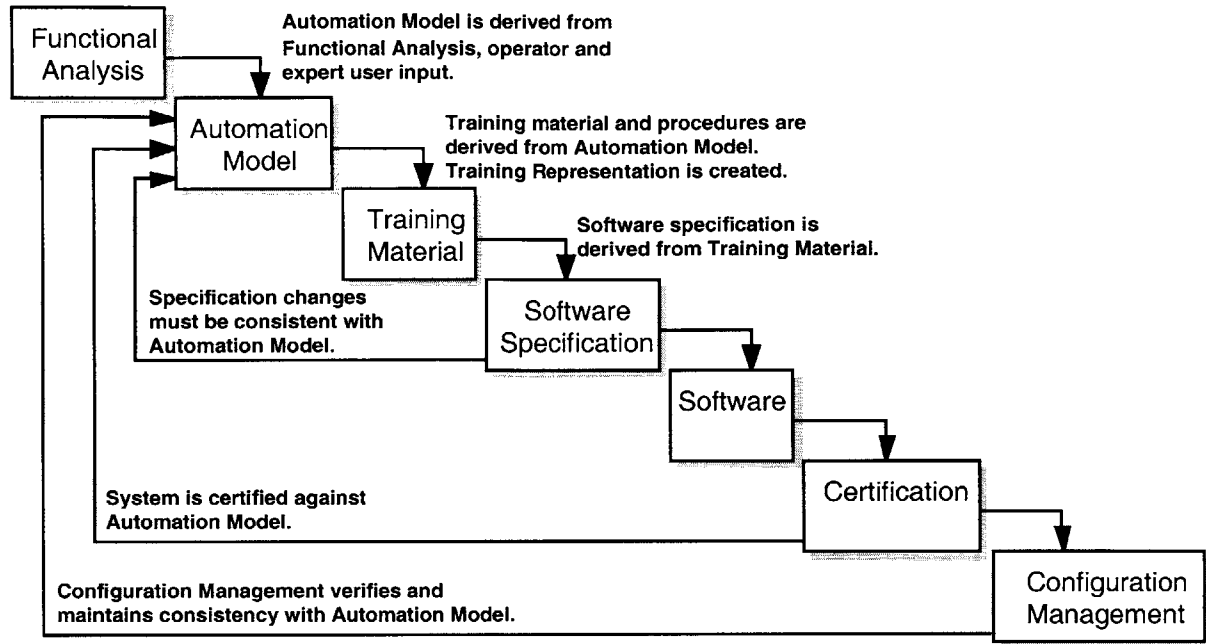 Functional
Analysis
Automation Model is derived from
Functional Analysis, operator and
expert user input.
Automation
Model
Training material and procedures are
derived from Automation Model.
Training Representation is created.
Training
Material
Software specification is
derived from Training Material.
Specification changes
must be consistent with
Automation Model.
Software
Specification
Software
System is certified against
Automation Model.
Certification
Configuration Management verifies and
maintains consistency with Automation Model.
Configuration
Management